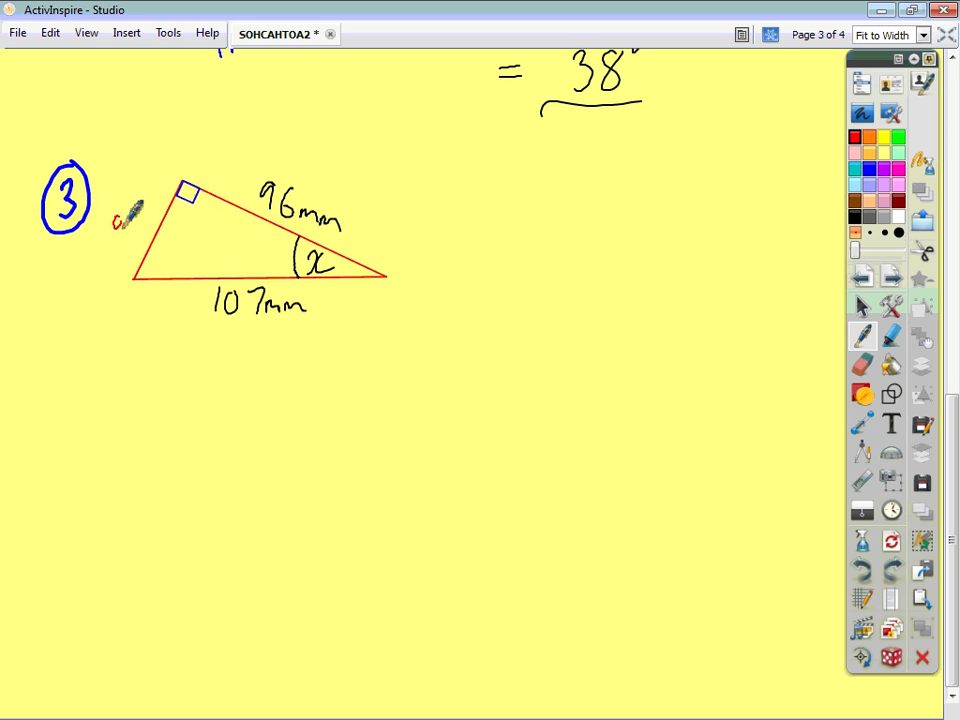 ActivInspire - Studio
File Edit View Insert Tools Help SOHCAHTOA2 * Page 3 of 4 Fit to Width
= 38°
3
96mm
x
107mm